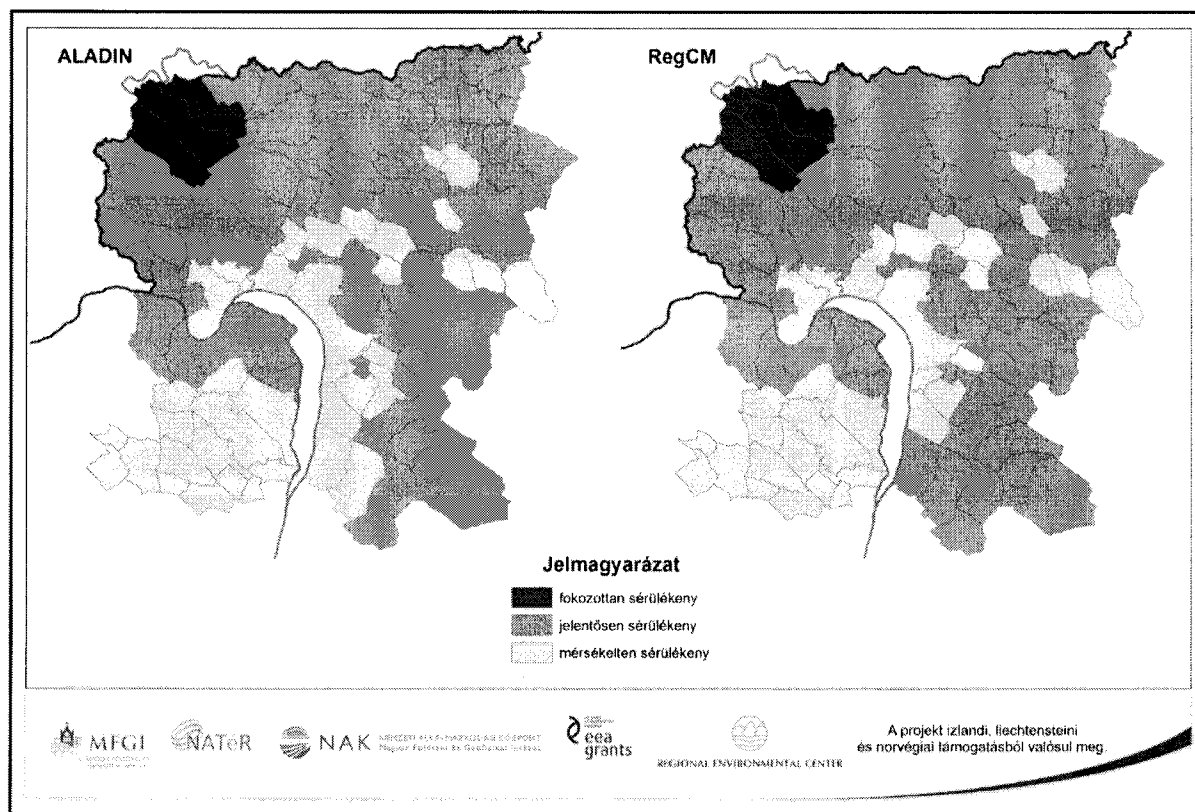 ALADIN
RegCM
Jelmagyarázat
fokozottan sérülékeny
jelentősen sérülékeny
mérsékelten sérülékeny
MFGI
NATéR
NAK
eea
grants
REGIONAL ENVIRONMENTAL CENTER
A projekt izlandi, liechtensteini
és norvégiai támogatásból valósul meg.